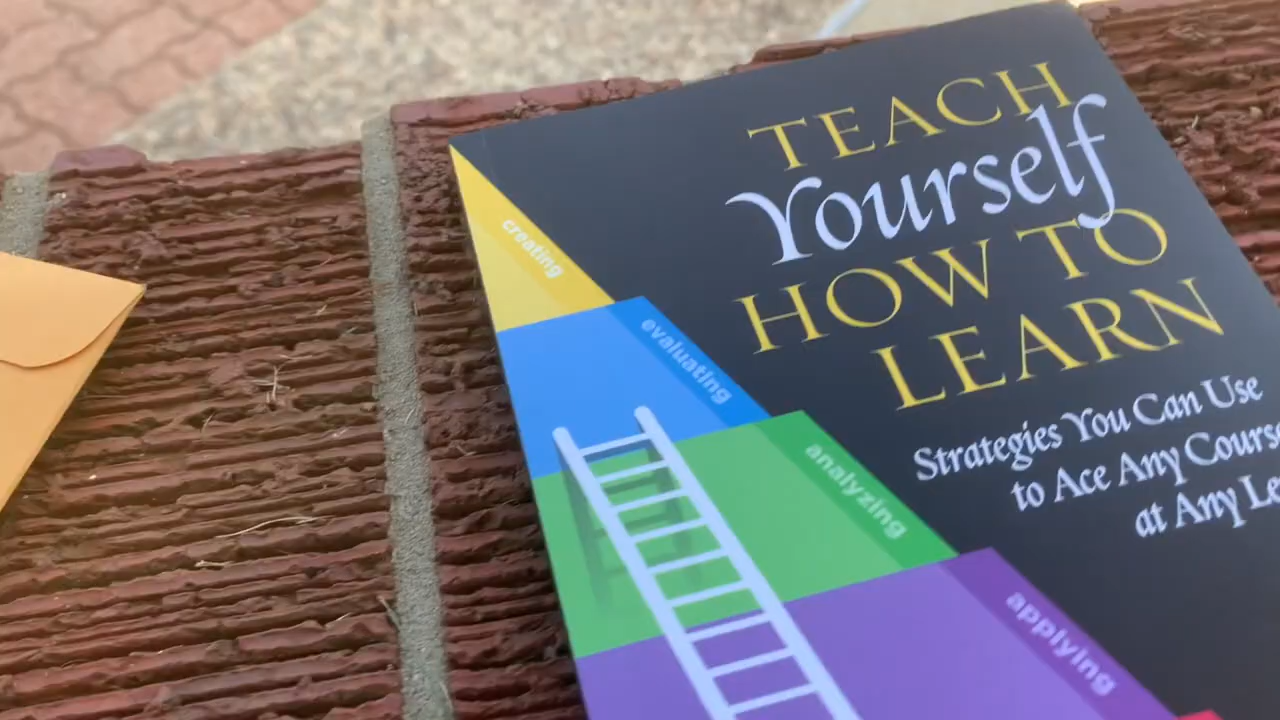 TEACH
Yourself
HOW TO
LEARN
Strategies You Can Use
to Ace Any Course
at Any
creating
evaluating
analyzing
applying